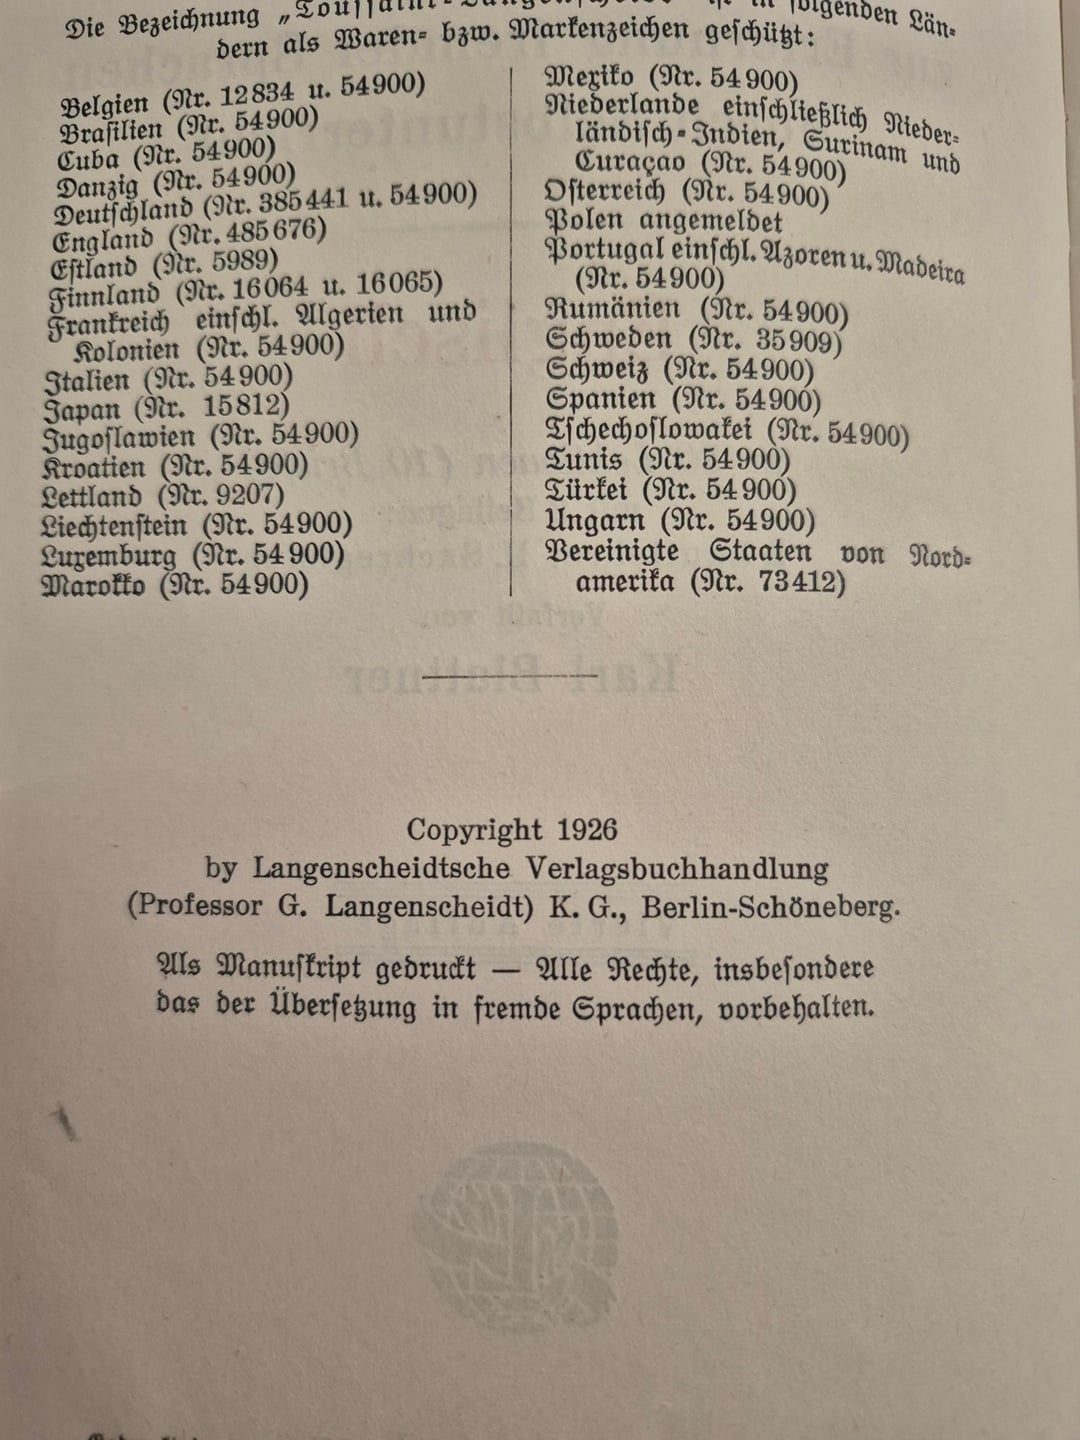 Die Bezeichnung „Toussaint-Langenscheidt“ ist in folgenden Län-
dern als Waren- bzw. Markenzeichen geschützt:
Belgien (Nr. 12834 u. 54900)
Brasilien (Nr. 54900)
Cuba (Nr. 54900)
Danzig (Nr. 54900)
Deutschland (Nr. 385441 u. 54900)
England (Nr. 485676)
Estland (Nr. 5989)
Finnland (Nr. 16064 u. 16065)
Frankreich einschl. Algerien und
Kolonien (Nr. 54900)
Italien (Nr. 54900)
Japan (Nr. 15812)
Jugoslawien (Nr. 54900)
Kroatien (Nr. 54900)
Lettland (Nr. 9207)
Liechtenstein (Nr. 54900)
Luxemburg (Nr. 54900)
Marokko (Nr. 54900)
Mexiko (Nr. 54900)
Niederlande einschließlich Nieder-
ländisch-Indien, Surinam und
Curaçao (Nr. 54900)
Österreich (Nr. 54900)
Polen angemeldet
Portugal einschl. Azoren u. Madeira
(Nr. 54900)
Rumänien (Nr. 54900)
Schweden (Nr. 35909)
Schweiz (Nr. 54900)
Spanien (Nr. 54900)
Tschechoslowakei (Nr. 54900)
Tunis (Nr. 54900)
Türkei (Nr. 54900)
Ungarn (Nr. 54900)
Vereinigte Staaten von Nord-
amerika (Nr. 73412)
Copyright 1926
by Langenscheidtsche Verlagsbuchhandlung
(Professor G. Langenscheidt) K. G., Berlin-Schöneberg.
Als Manuskript gedruckt — Alle Rechte, insbesondere
das der Übersetzung in fremde Sprachen, vorbehalten.